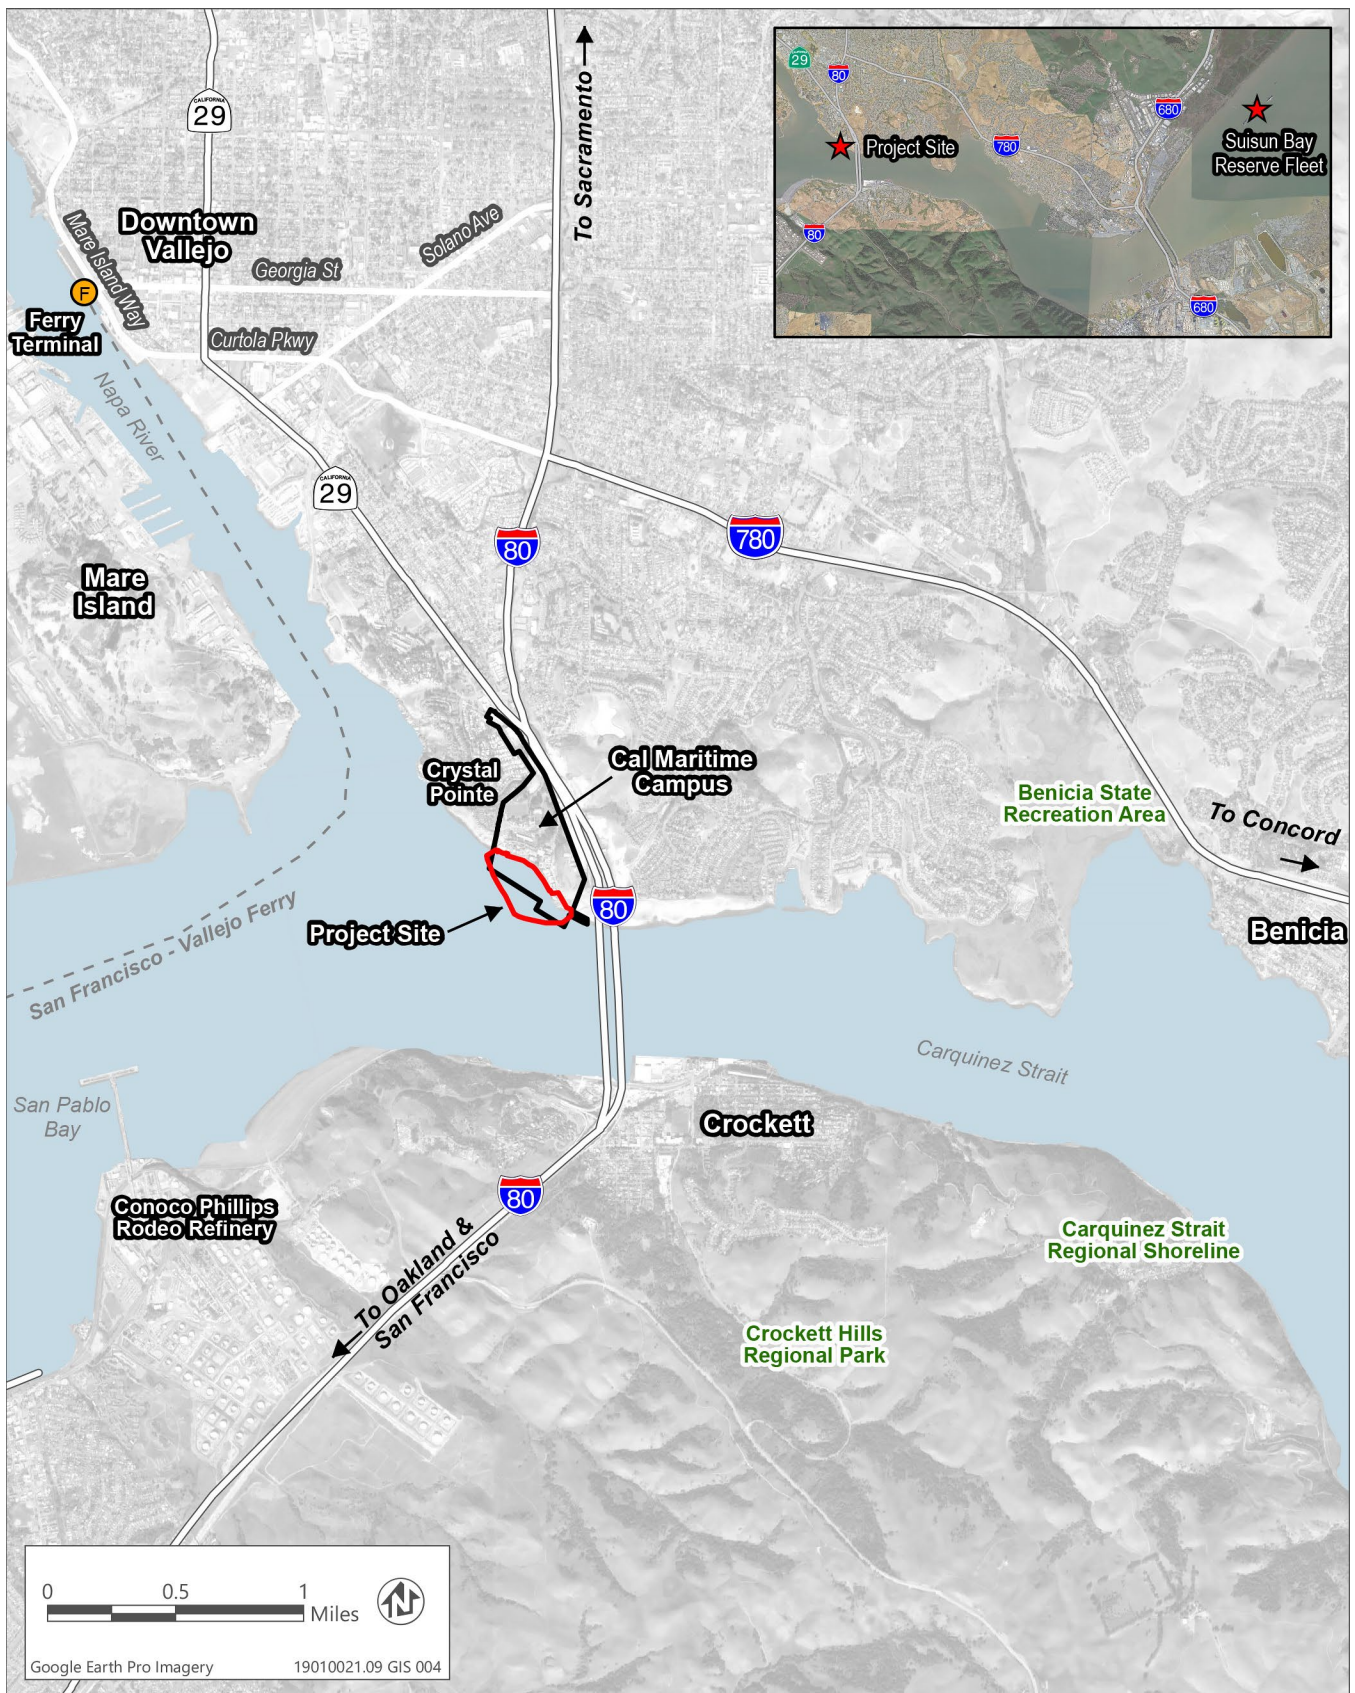 To Sacramento
CALIFORNIA
29
29
80
680
Project Site
780
Suisun Bay
Reserve Fleet
80
680
Downtown
Vallejo
Mare Island Way
Solano Ave
Georgia St
F
Ferry
Terminal
Curtola Pkwy
Napa River
CALIFORNIA
29
80
780
Mare
Island
Crystal
Pointe
Cal Maritime
Campus
Benicia State
Recreation Area
To Concord
80
Project Site
Benicia
San Francisco - Vallejo Ferry
Carquinez Strait
San Pablo
Bay
Crockett
80
Conoco Phillips
Rodeo Refinery
To Oakland &
San Francisco
Carquinez Strait
Regional Shoreline
Crockett Hills
Regional Park
0 0.5 1
Miles
N
Google Earth Pro Imagery 19010021.09 GIS 004